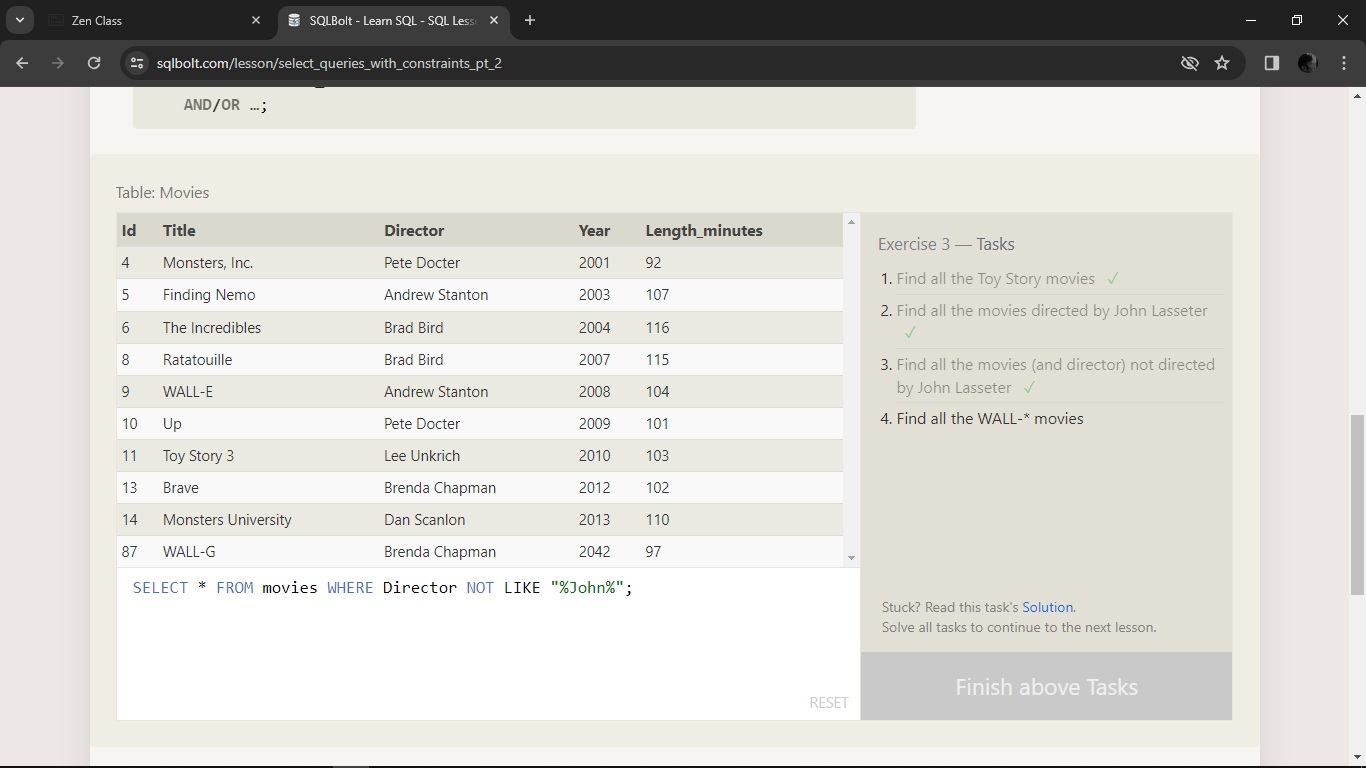 Zen Class
SQLBolt - Learn SQL - SQL Less
sqlbolt.com/lesson/select_queries_with_constraints_pt_2
AND/OR …;
Table: Movies
Id Title Director Year Length_minutes
4 Monsters, Inc. Pete Docter 2001 92
5 Finding Nemo Andrew Stanton 2003 107
6 The Incredibles Brad Bird 2004 116
8 Ratatouille Brad Bird 2007 115
9 WALL-E Andrew Stanton 2008 104
10 Up Pete Docter 2009 101
11 Toy Story 3 Lee Unkrich 2010 103
13 Brave Brenda Chapman 2012 102
14 Monsters University Dan Scanlon 2013 110
87 WALL-G Brenda Chapman 2042 97
SELECT * FROM movies WHERE Director NOT LIKE "%John%";
RESET
Exercise 3 — Tasks
1. Find all the Toy Story movies ✓
2. Find all the movies directed by John Lasseter
✓
3. Find all the movies (and director) not directed
by John Lasseter ✓
4. Find all the WALL-* movies
Stuck? Read this task's Solution.
Solve all tasks to continue to the next lesson.
Finish above Tasks